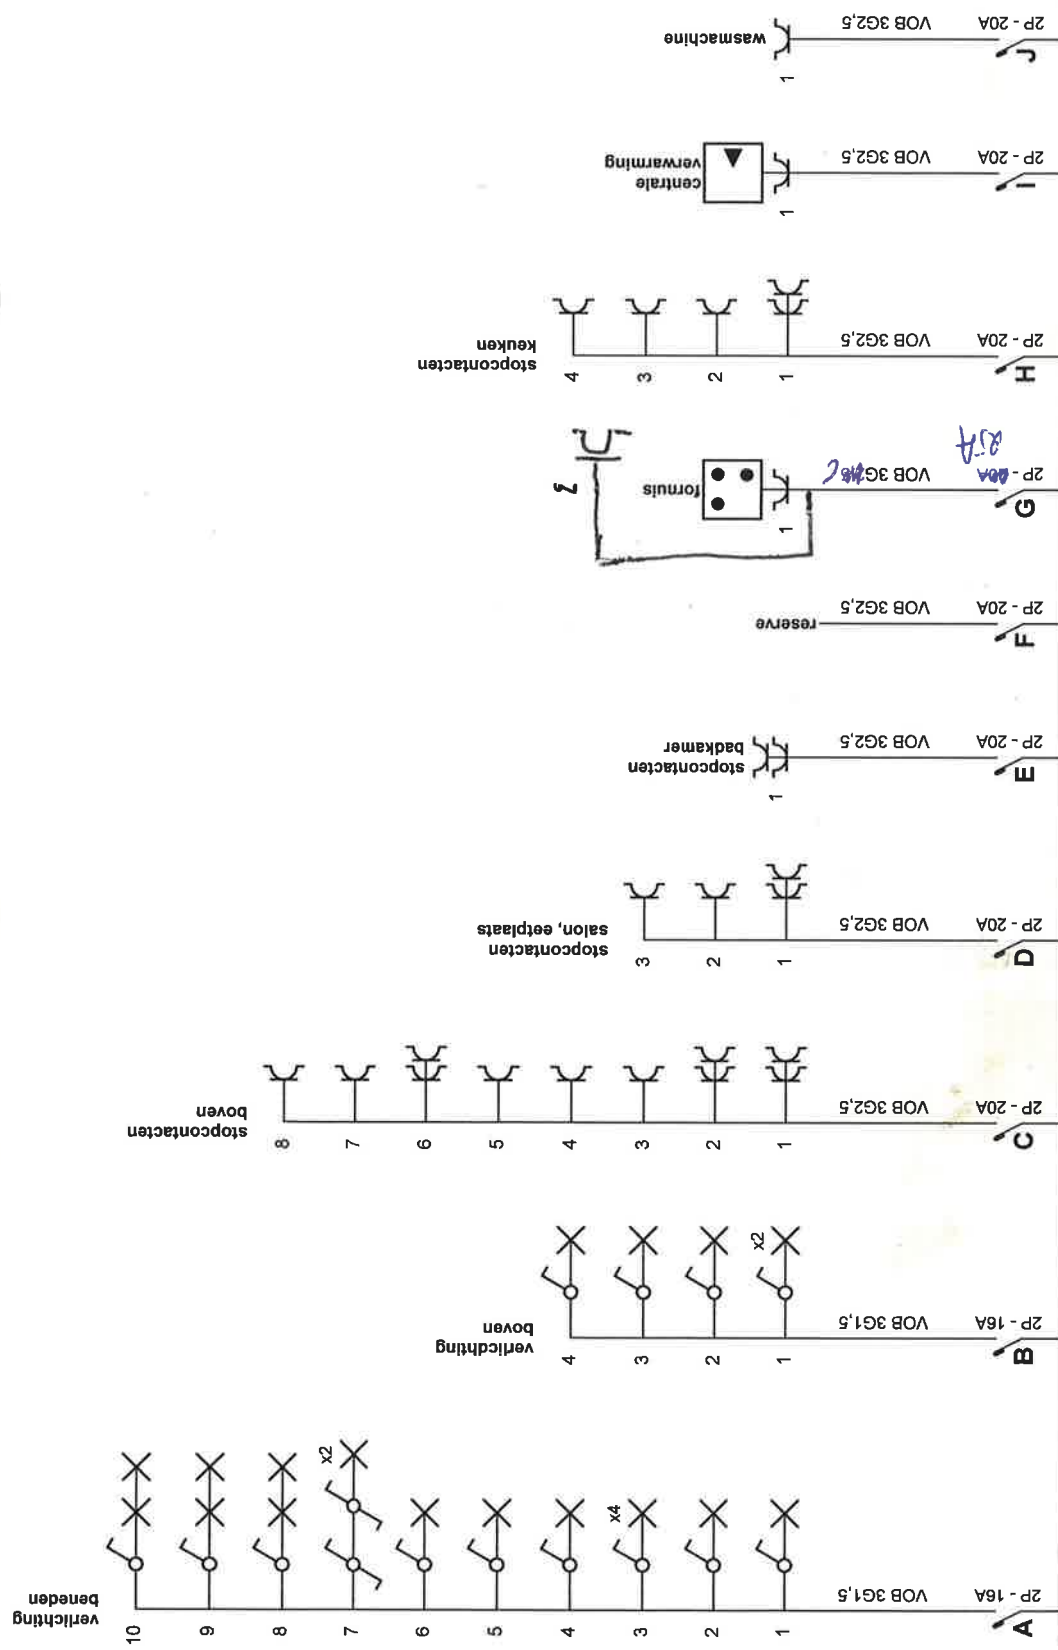 A
2P - 16A
VOB 3G1,5
1
2
3
x4
4
5
6
7
x2
8
9
10
verlichting
beneden
B
2P - 16A
VOB 3G1,5
1
x2
2
3
4
verlicdhting
boven
C
2P - 20A
VOB 3G2,5
1
2
3
4
5
6
7
8
stopcontacten
boven
D
2P - 20A
VOB 3G2,5
1
2
3
stopcontacten
salon, eetplaats
E
2P - 20A
VOB 3G2,5
1
stopcontacten
badkamer
F
2P - 20A
VOB 3G2,5
reserve
G
2P - 20A
25A
VOB 3G
1
fornuis
2
H
2P - 20A
VOB 3G2,5
1
2
3
4
stopcontacten
keuken
I
2P - 20A
VOB 3G2,5
1
centrale
verwarming
J
2P - 20A
VOB 3G2,5
1
wasmachine